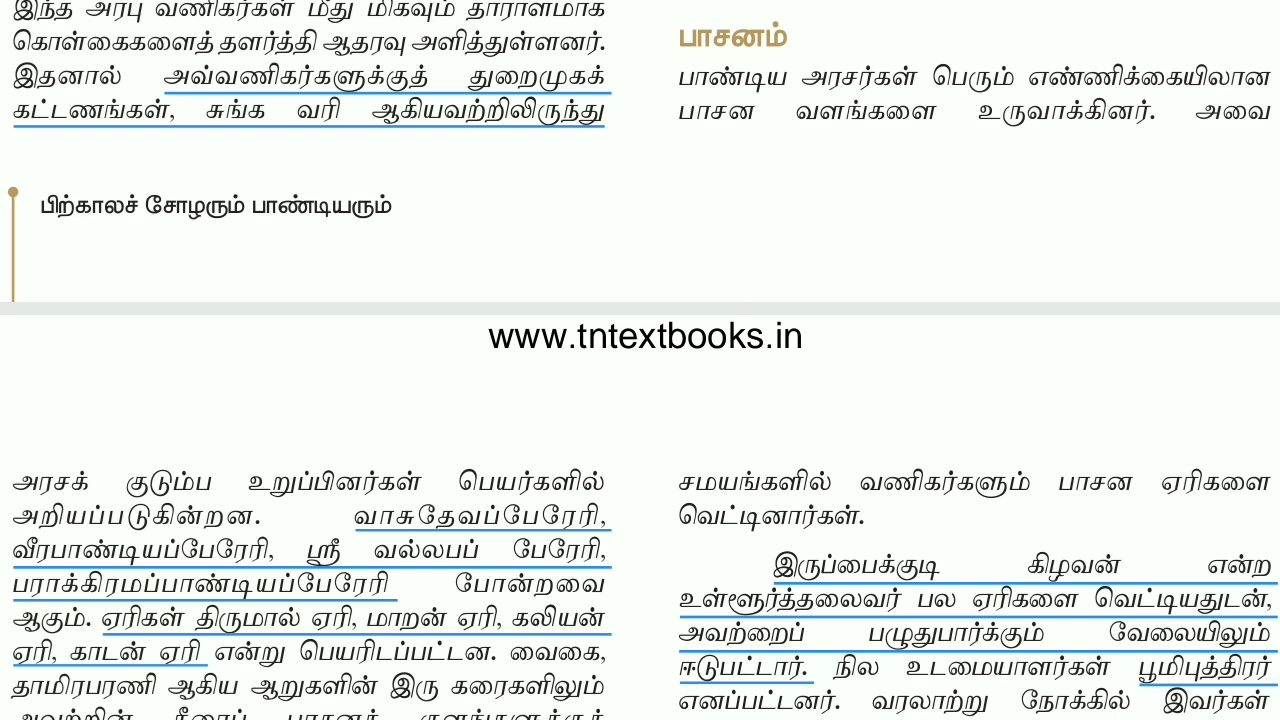 இந்த அரபு வணிகர்கள் மீது மிகவும் தாராளமாக
கொள்கைகளைத் தளர்த்தி ஆதரவு அளித்துள்ளனர்.
இதனால் அவ்வணிகர்களுக்குத் துறைமுகக்
கட்டணங்கள், சுங்க வரி ஆகியவற்றிலிருந்து
பாசனம்
பாண்டிய அரசர்கள் பெரும் எண்ணிக்கையிலான
பாசன வளங்களை உருவாக்கினர். அவை
பிற்காலச் சோழரும் பாண்டியரும்
www.tntextbooks.in
அரசக் குடும்ப உறுப்பினர்கள் பெயர்களில்
அறியப்படுகின்றன. வாசுதேவப்பேரேரி,
வீரபாண்டியப்பேரேரி, ஸ்ரீ வல்லபப் பேரேரி,
பராக்கிரமப்பாண்டியப்பேரேரி போன்றவை
ஆகும். ஏரிகள் திருமால் ஏரி, மாறன் ஏரி, கலியன்
ஏரி, காடன் ஏரி என்று பெயரிடப்பட்டன. வைகை,
தாமிரபரணி ஆகிய ஆறுகளின் இரு கரைகளிலும்
அவற்றின் நீரைப் பாசனக் குளங்களுக்குக்
சமயங்களில் வணிகர்களும் பாசன ஏரிகளை
வெட்டினார்கள்.
இருப்பைக்குடி கிழவன் என்ற
உள்ளூர்த்தலைவர் பல ஏரிகளை வெட்டியதுடன்,
அவற்றைப் பழுதுபார்க்கும் வேலையிலும்
ஈடுபட்டார். நில உடமையாளர்கள் பூமிபுத்திரர்
எனப்பட்டனர். வரலாற்று நோக்கில் இவர்கள்